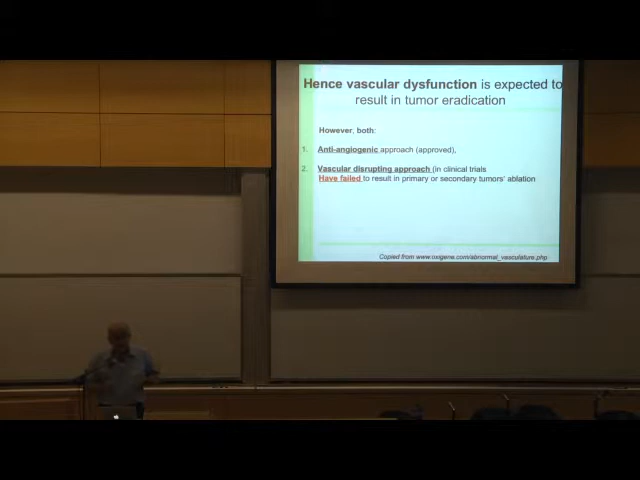 Hence vascular dysfunction is expected to
result in tumor eradication
However, both:
1. Anti-angiogenic approach (approved),
2. Vascular disrupting approach (in clinical trials
Have failed to result in primary or secondary tumors' ablation
Copied from www.oxigene.com/abnormal_vasculature.php